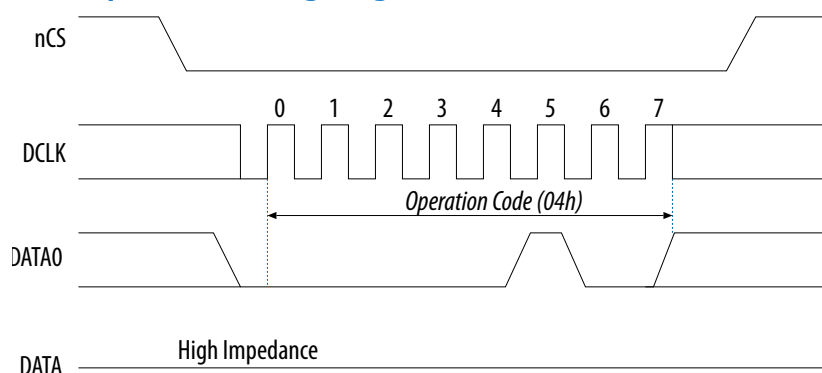 nCS
0 1 2 3 4 5 6 7
DCLK
Operation Code (04h)
DATA0
High Impedance
DATA